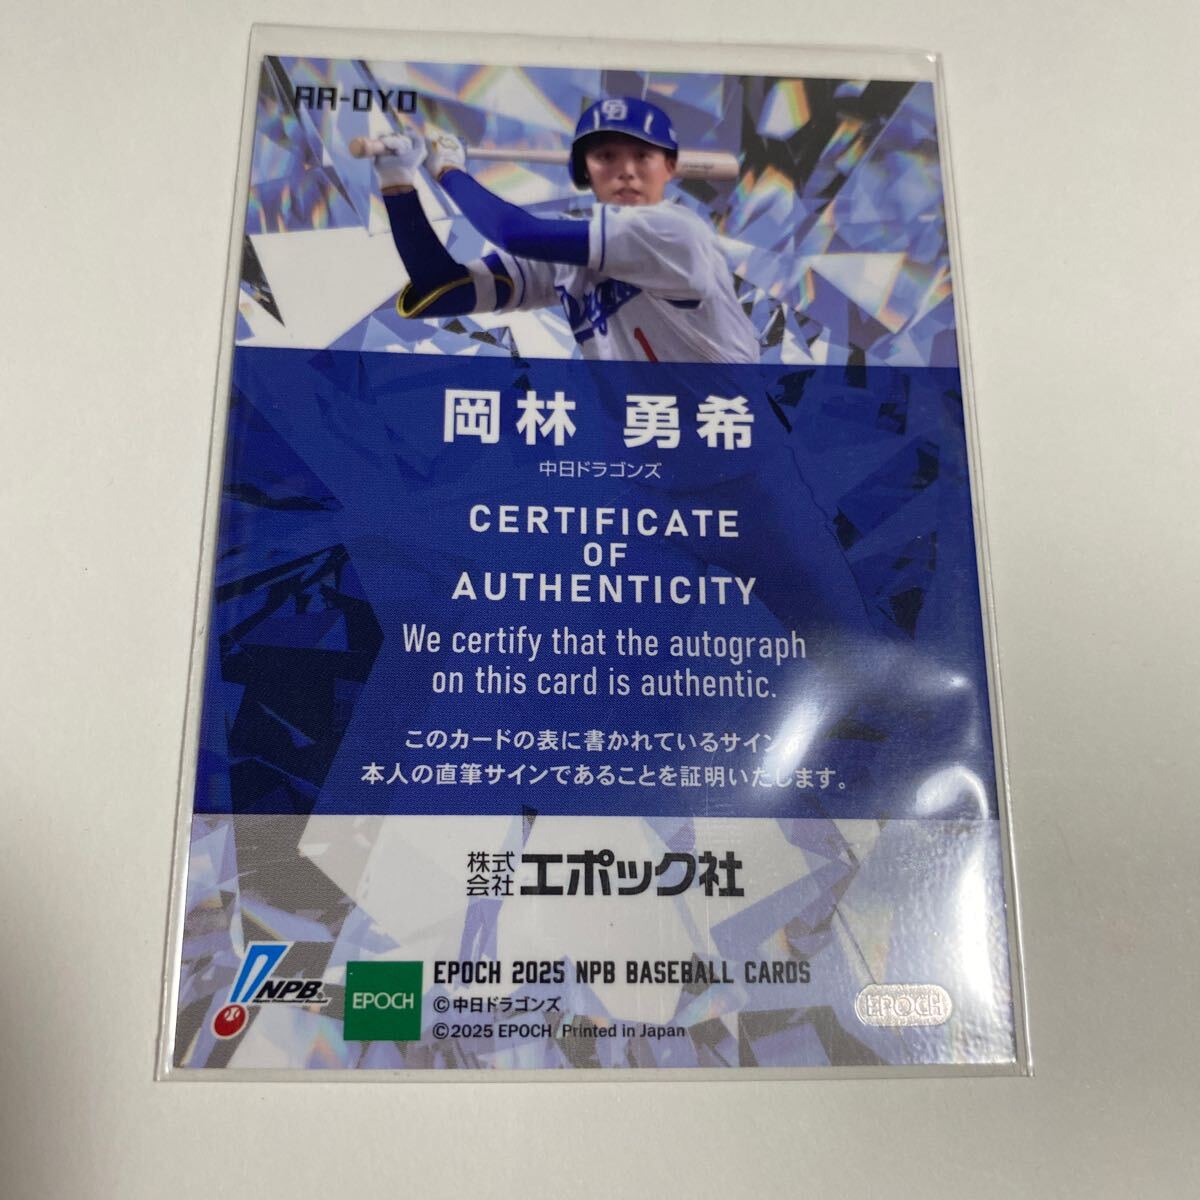 AA-OYO
CD
Drag
1
岡林 勇希
中日ドラゴンズ
CERTIFICATE
OF
AUTHENTICITY
We certify that the autograph
on this card is authentic.
このカードの表に書かれているサイン
本人の直筆サインであることを証明いたします。
株式会社 エポック社
NPB
EPOCH
EPOCH 2025 NPB BASEBALL CARDS
©中日ドラゴンズ
©2025 EPOCH Printed in Japan
EPOCH